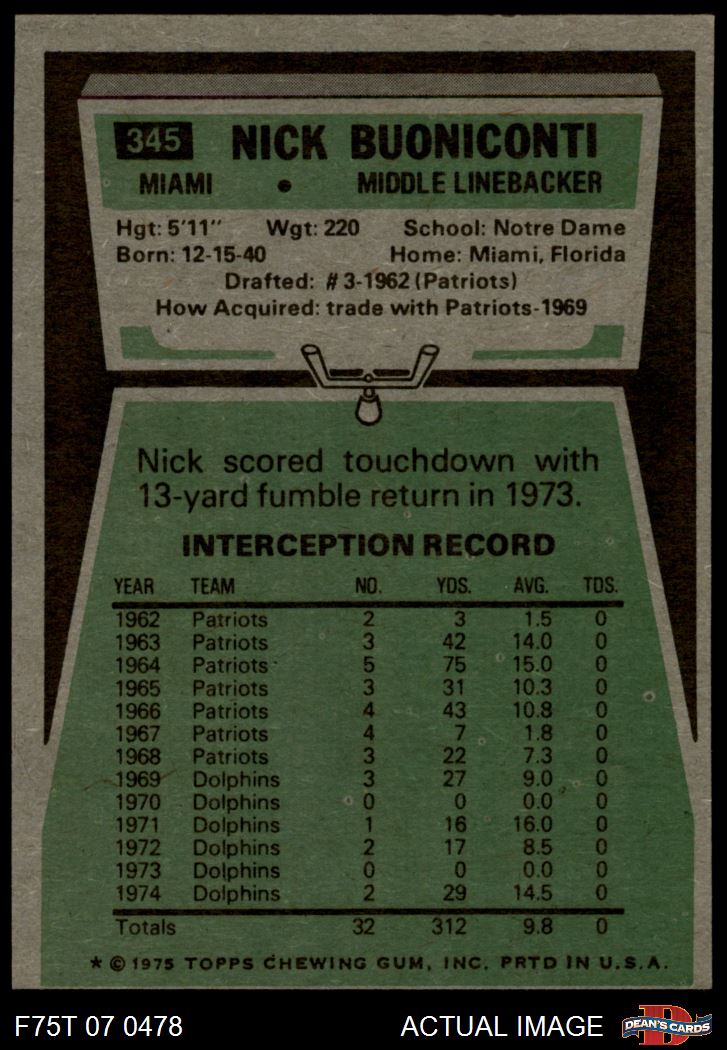 345 NICK BUONICONTI
MIAMI • MIDDLE LINEBACKER
Hgt: 5'11" Wgt: 220 School: Notre Dame
Born: 12-15-40 Home: Miami, Florida
Drafted: #3-1962 (Patriots)
How Acquired: trade with Patriots-1969
Nick scored touchdown with
13-yard fumble return in 1973.
INTERCEPTION RECORD
YEAR TEAM NO. YDS. AVG. TDS.
1962 Patriots 2 3 1.5 0
1963 Patriots 3 42 14.0 0
1964 Patriots 5 75 15.0 0
1965 Patriots 3 31 10.3 0
1966 Patriots 4 43 10.8 0
1967 Patriots 4 7 1.8 0
1968 Patriots 3 22 7.3 0
1969 Dolphins 3 27 9.0 0
1970 Dolphins 0 0 0.0 0
1971 Dolphins 1 16 16.0 0
1972 Dolphins 2 17 8.5 0
1973 Dolphins 0 0 0.0 0
1974 Dolphins 2 29 14.5 0
Totals 32 312 9.8 0
* © 1975 TOPPS CHEWING GUM, INC. PRTD IN U.S.A.
F75T 07 0478 ACTUAL IMAGE D DEAN'S CARDS